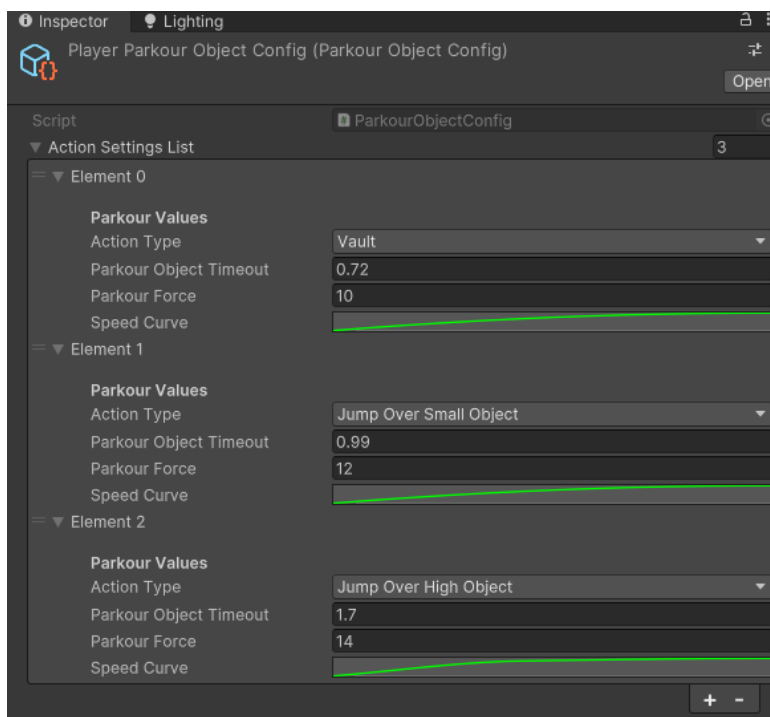 Inspector Lighting
Player Parkour Object Config (Parkour Object Config)
Open
Script ParkourObjectConfig
Action Settings List 3
Element 0
Parkour Values
Action Type Vault
Parkour Object Timeout 0.72
Parkour Force 10
Speed Curve
Element 1
Parkour Values
Action Type Jump Over Small Object
Parkour Object Timeout 0.99
Parkour Force 12
Speed Curve
Element 2
Parkour Values
Action Type Jump Over High Object
Parkour Object Timeout 1.7
Parkour Force 14
Speed Curve
+ -